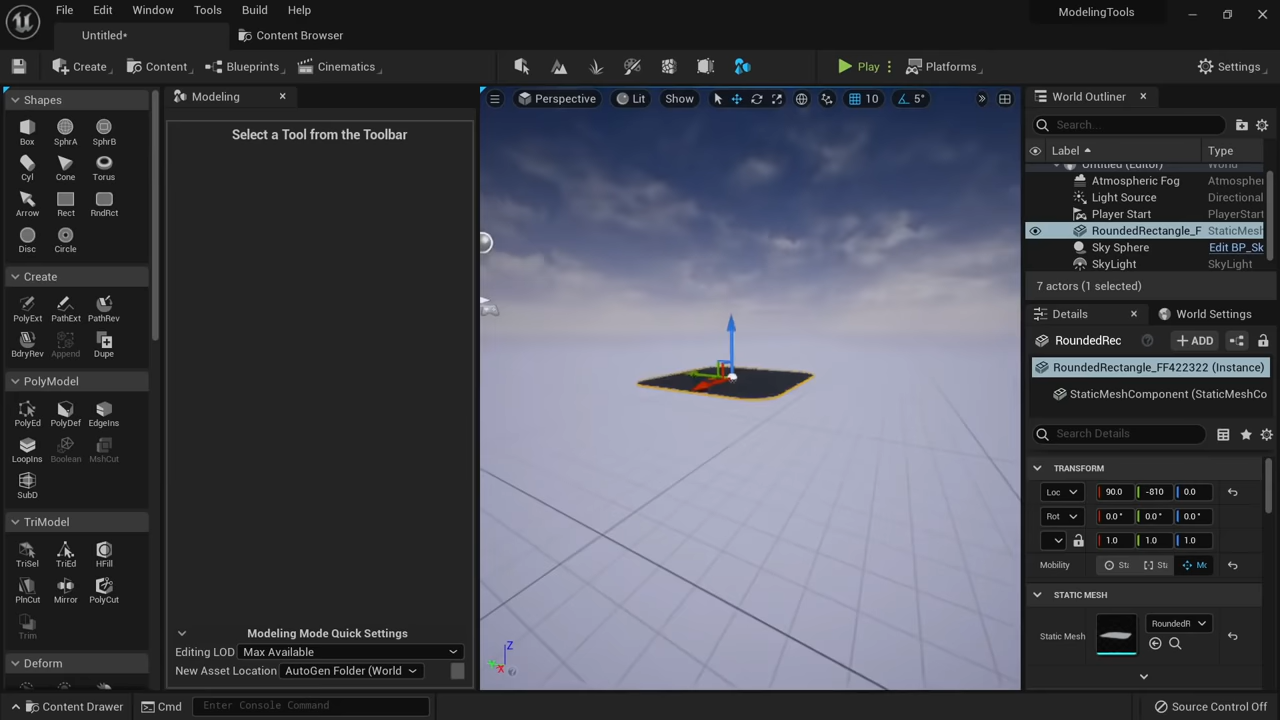 File Edit Window Tools Build Help
ModelingTools
Untitled*
Content Browser
Create
Content
Blueprints
Cinematics
Play
Platforms
Settings
Shapes
Box SphrA SphrB
Cyl Cone Torus
Arrow Rect RndRct
Disc Circle
Create
PolyExt PathExt PathRev
BdryRev Append Dupe
PolyModel
PolyEd PolyDef EdgeIns
LoopIns Boolean MshCut
SubD
TriModel
TriSel TriEd HFill
PlnCut Mirror PolyCut
Trim
Deform
Modeling
Select a Tool from the Toolbar
Modeling Mode Quick Settings
Editing LOD Max Available
New Asset Location AutoGen Folder (World
Perspective Lit Show 10 5°
Z
X
World Outliner
Search...
Label Type
Untitled (Editor) World
Atmospheric Fog Atmospher
Light Source Directional
Player Start PlayerStart
RoundedRectangle_F StaticMesh
Sky Sphere Edit BP_Sk
SkyLight SkyLight
7 actors (1 selected)
Details
World Settings
RoundedRec
ADD
RoundedRectangle_FF422322 (Instance)
StaticMeshComponent (StaticMeshCo
Search Details
TRANSFORM
Loc 90.0 -810 0.0
Rot 0.0° 0.0° 0.0°
1.0 1.0 1.0
Mobility Sta Sta Mo
STATIC MESH
Static Mesh RoundedR
Content Drawer
Cmd
Enter Console Command
Source Control Off